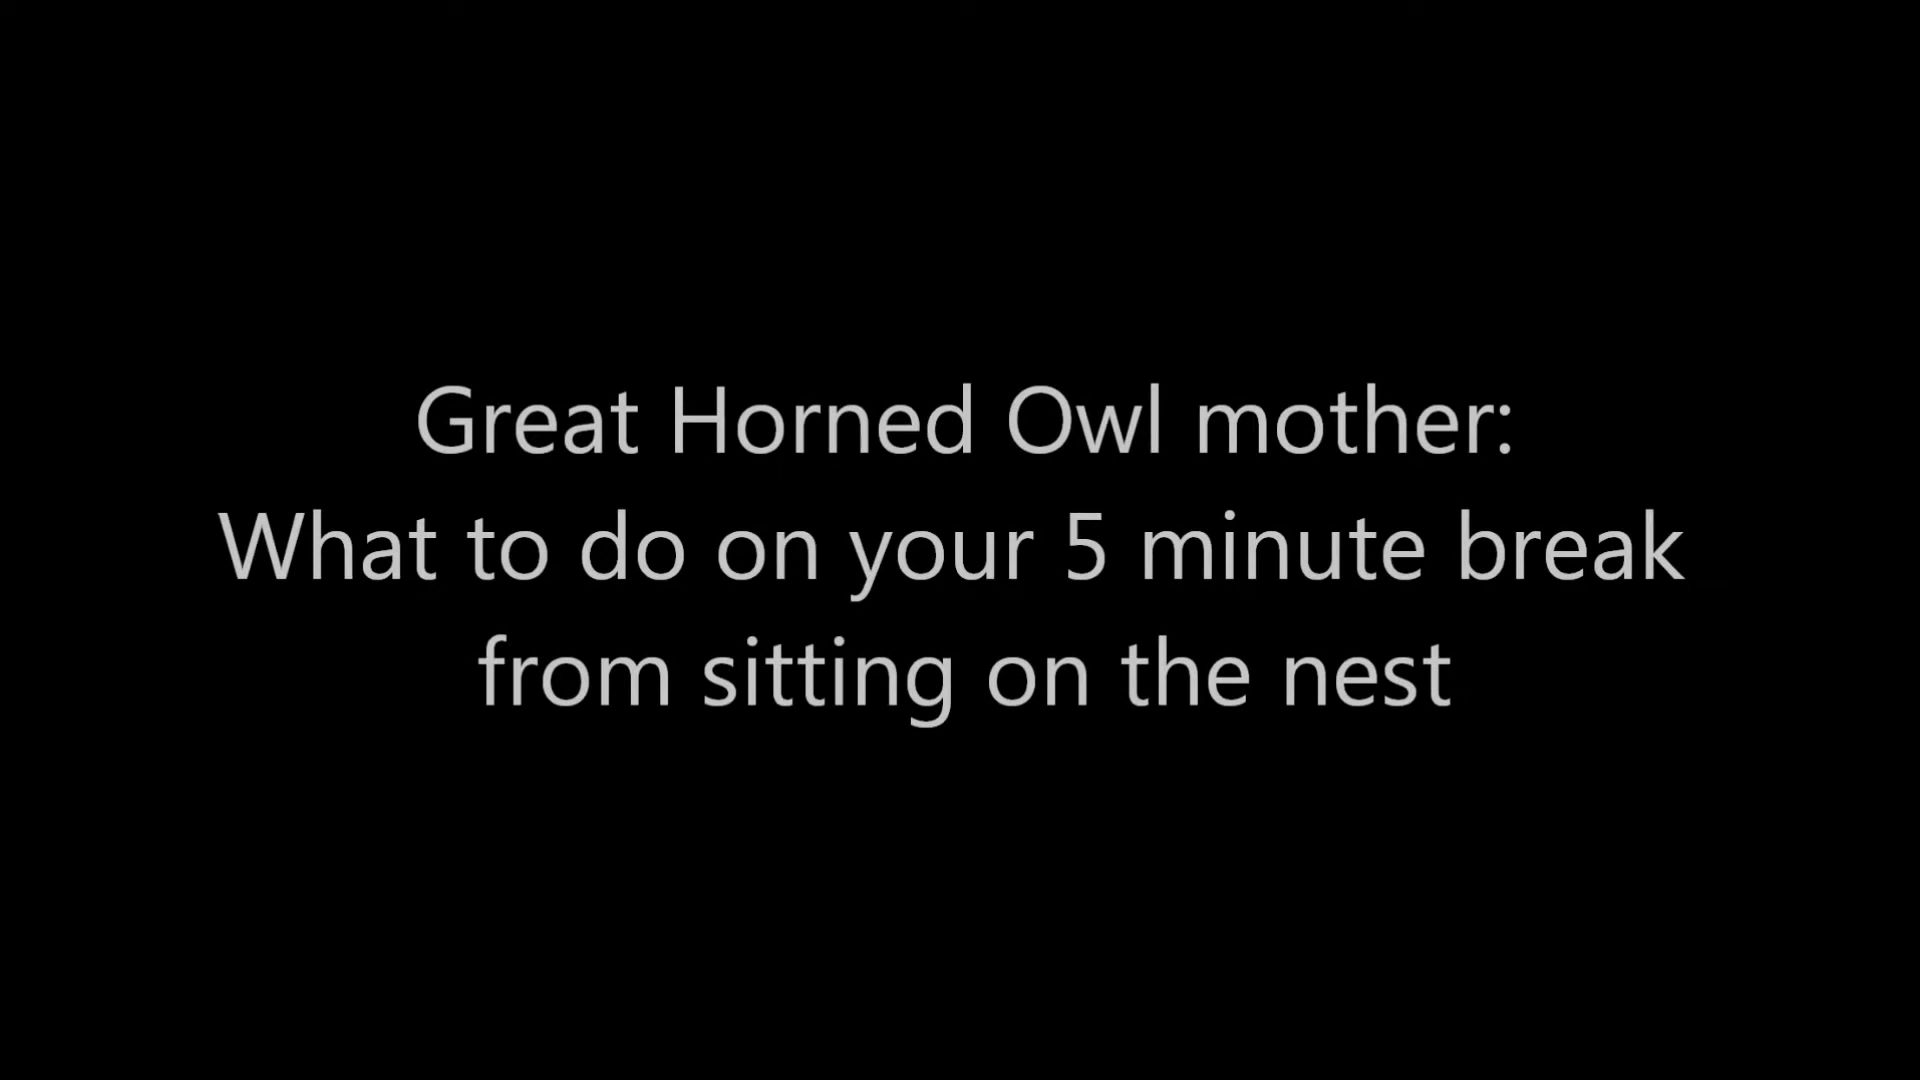 Great Horned Owl mother:
What to do on your 5 minute break
from sitting on the nest